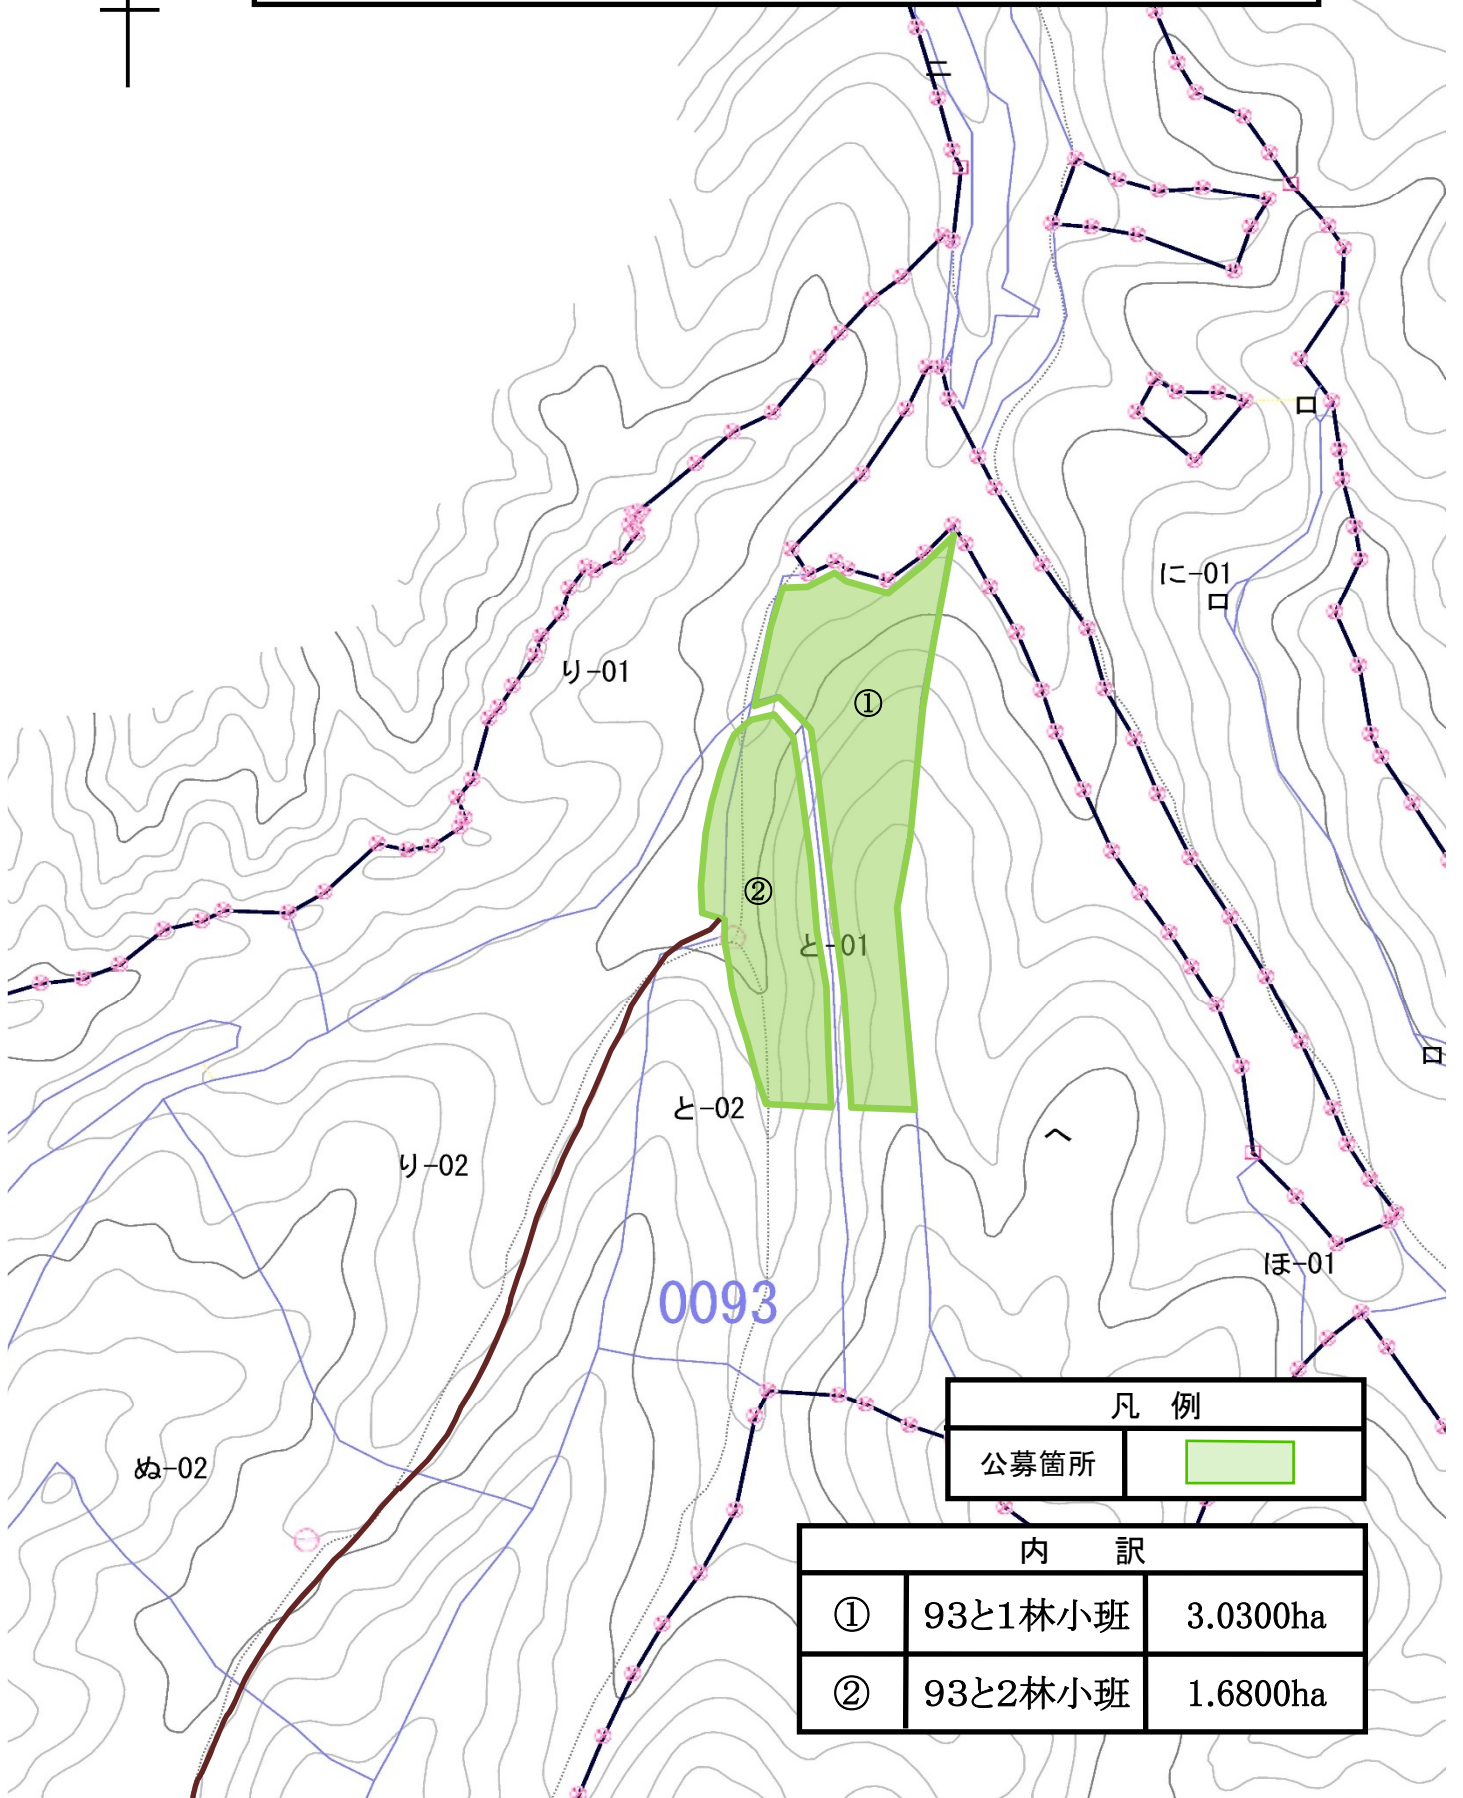 ニ
ロ
に-01
ロ
り-01
①
②
と-01
ロ
と-02
へ
り-02
ほ-01
0093
ぬ-02
凡 例
公募箇所
内 訳
① 93と1林小班 3.0300ha
② 93と2林小班 1.6800ha